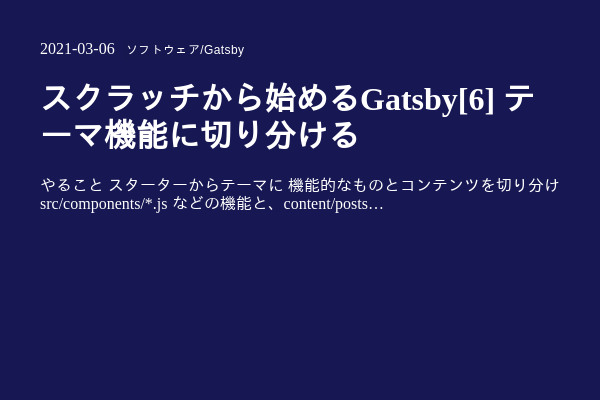 2021-03-06 ソフトウェア/Gatsby
スクラッチから始めるGatsby[6] テ
ーマ機能に切り分ける
やること スターターからテーマに 機能的なものとコンテンツを切り分け
src/components/*.js などの機能と、content/posts…